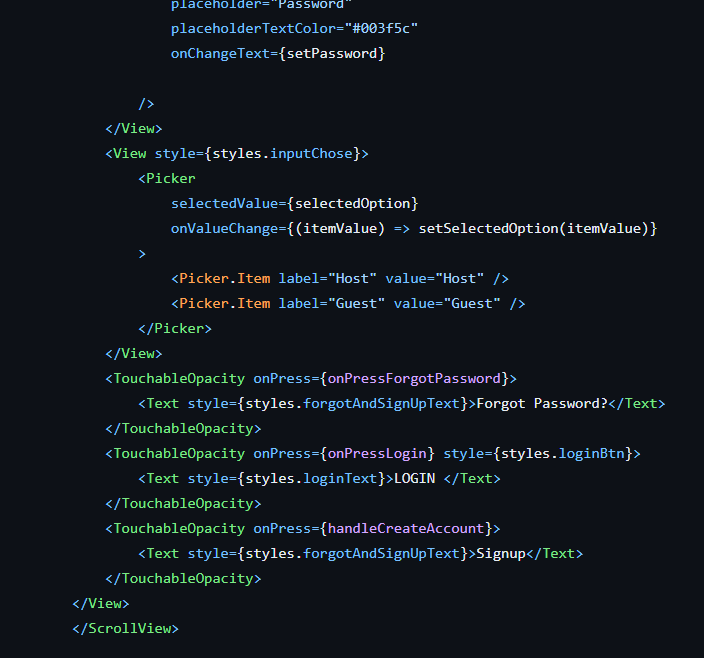 placeholder="Password"
placeholderTextColor="#003f5c"
onChangeText={setPassword}
/>
</View>
<View style={styles.inputChose}>
<Picker
selectedValue={selectedOption}
onValueChange={(itemValue) => setSelectedOption(itemValue)}
>
<Picker.Item label="Host" value="Host" />
<Picker.Item label="Guest" value="Guest" />
</Picker>
</View>
<TouchableOpacity onPress={onPressForgotPassword}>
<Text style={styles.forgotAndSignUpText}>Forgot Password?</Text>
</TouchableOpacity>
<TouchableOpacity onPress={onPressLogin} style={styles.loginBtn}>
<Text style={styles.loginText}>LOGIN </Text>
</TouchableOpacity>
<TouchableOpacity onPress={handleCreateAccount}>
<Text style={styles.forgotAndSignUpText}>Signup</Text>
</TouchableOpacity>
</View>
</ScrollView>